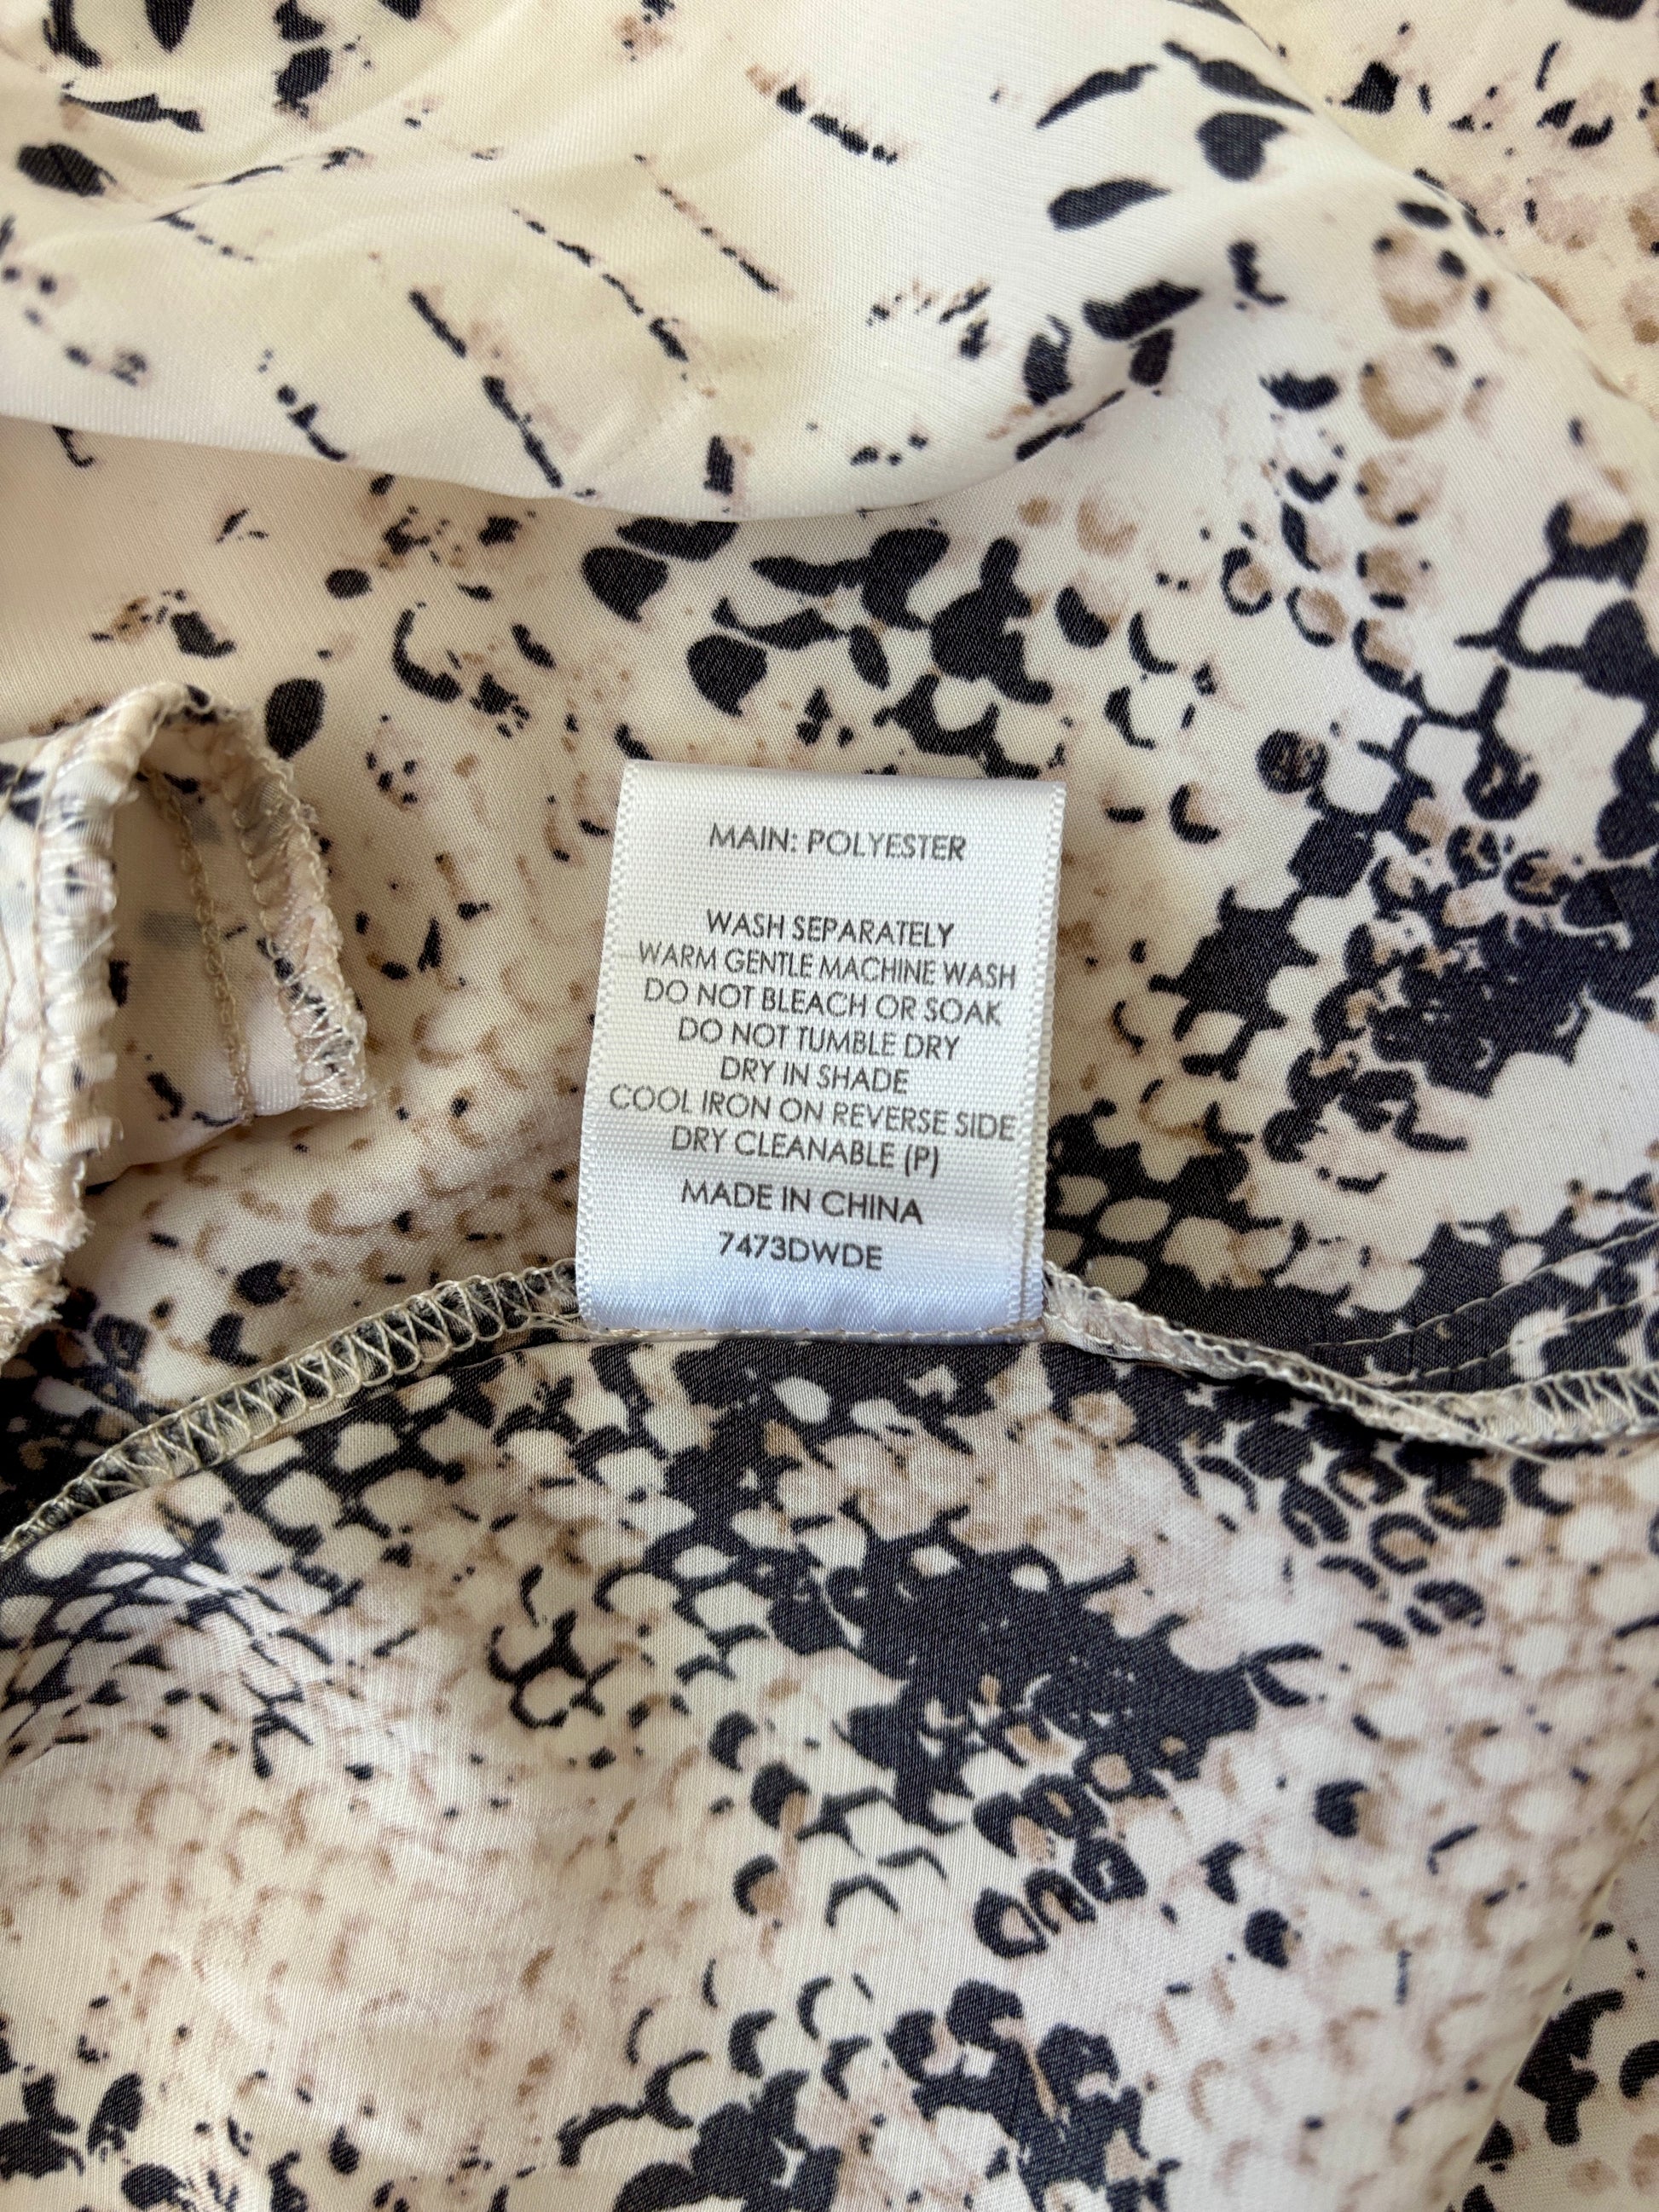 MAIN: POLYESTER
WASH SEPARATELY
WARM GENTLE MACHINE WASH
DO NOT BLEACH OR SOAK
DO NOT TUMBLE DRY
DRY IN SHADE
COOL IRON ON REVERSE SIDE
DRY CLEANABLE (P)
MADE IN CHINA
7473DWDE